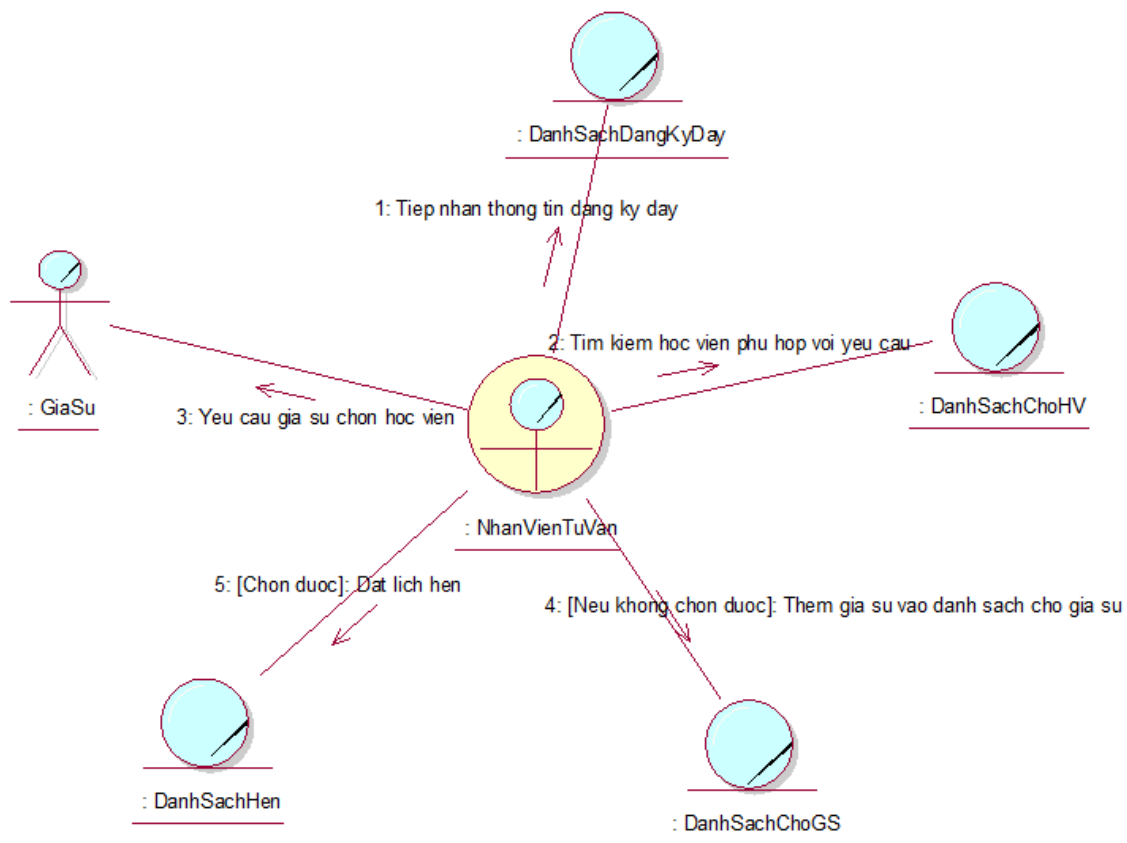 : DanhSachDangKyDay
1: Tiep nhan thong tin dang ky day
2: Tim kiem hoc vien phu hop voi yeu cau
: GiaSu
: DanhSachChoHV
3: Yeu cau gia su chon hoc vien
: NhanVienTuVan
5: [Chon duoc]: Dat lich hen
4: [Neu khong chon duoc]: Them gia su vao danh sach cho gia su
: DanhSachHen
: DanhSachChoGS